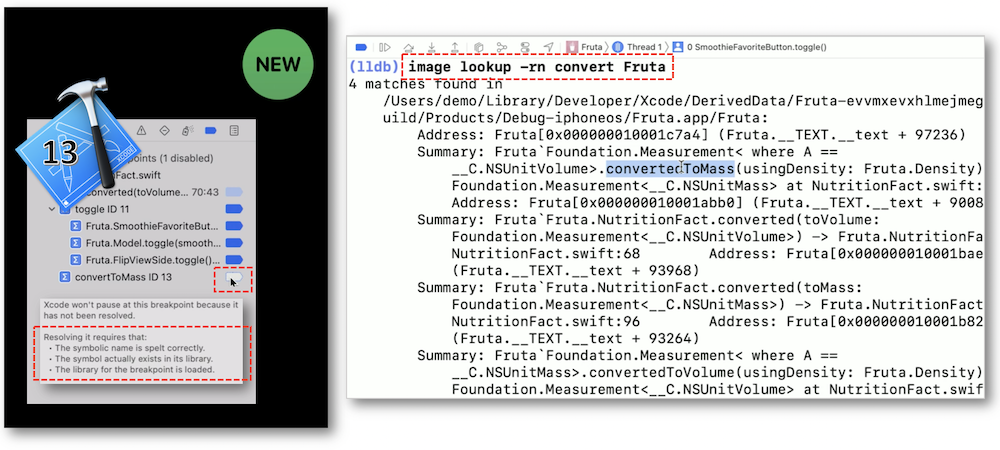 NEW
13
XCODE
points (1 disabled)
Fact.swift
converted(toVolume... 70:43
toggle ID 11
Fruta.SmoothieFavoriteBut...
Fruta.Model.toggle(smooth...
Fruta.FlipViewSide.toggle()...
convertToMass ID 13
Xcode won't pause at this breakpoint because it
has not been resolved.
Resolving it requires that:
• The symbolic name is spelt correctly.
• The symbol actually exists in its library.
• The library for the breakpoint is loaded.
Fruta〉Thread 1〉0 SmoothieFavoriteButton.toggle()
(lldb) image lookup -rn convert Fruta
4 matches found in
/Users/demo/Library/Developer/Xcode/DerivedData/Fruta-evvmxevxhlmejmeg
uild/Products/Debug-iphoneos/Fruta.app/Fruta:
Address: Fruta[0x000000010001c7a4] (Fruta.__TEXT.__text + 97236)
Summary: Fruta`Foundation.Measurement< where A ==
__C.NSUnitVolume>.convertedToMass(usingDensity: Fruta.Density)
Foundation.Measurement<__C.NSUnitMass> at NutritionFact.swift:
Address: Fruta[0x000000010001abb0] (Fruta.__TEXT.__text + 9008
Summary: Fruta`Fruta.NutritionFact.converted(toVolume:
Foundation.Measurement<__C.NSUnitVolume>) -> Fruta.NutritionFa
NutritionFact.swift:68 Address: Fruta[0x000000010001bae
(Fruta.__TEXT.__text + 93968)
Summary: Fruta`Fruta.NutritionFact.converted(toMass:
Foundation.Measurement<__C.NSUnitMass>) -> Fruta.NutritionFact
NutritionFact.swift:96 Address: Fruta[0x000000010001b82
(Fruta.__TEXT.__text + 93264)
Summary: Fruta`Foundation.Measurement< where A ==
__C.NSUnitMass>.convertedToVolume(usingDensity: Fruta.Density)
Foundation.Measurement<__C.NSUnitVolume> at NutritionFact.swif